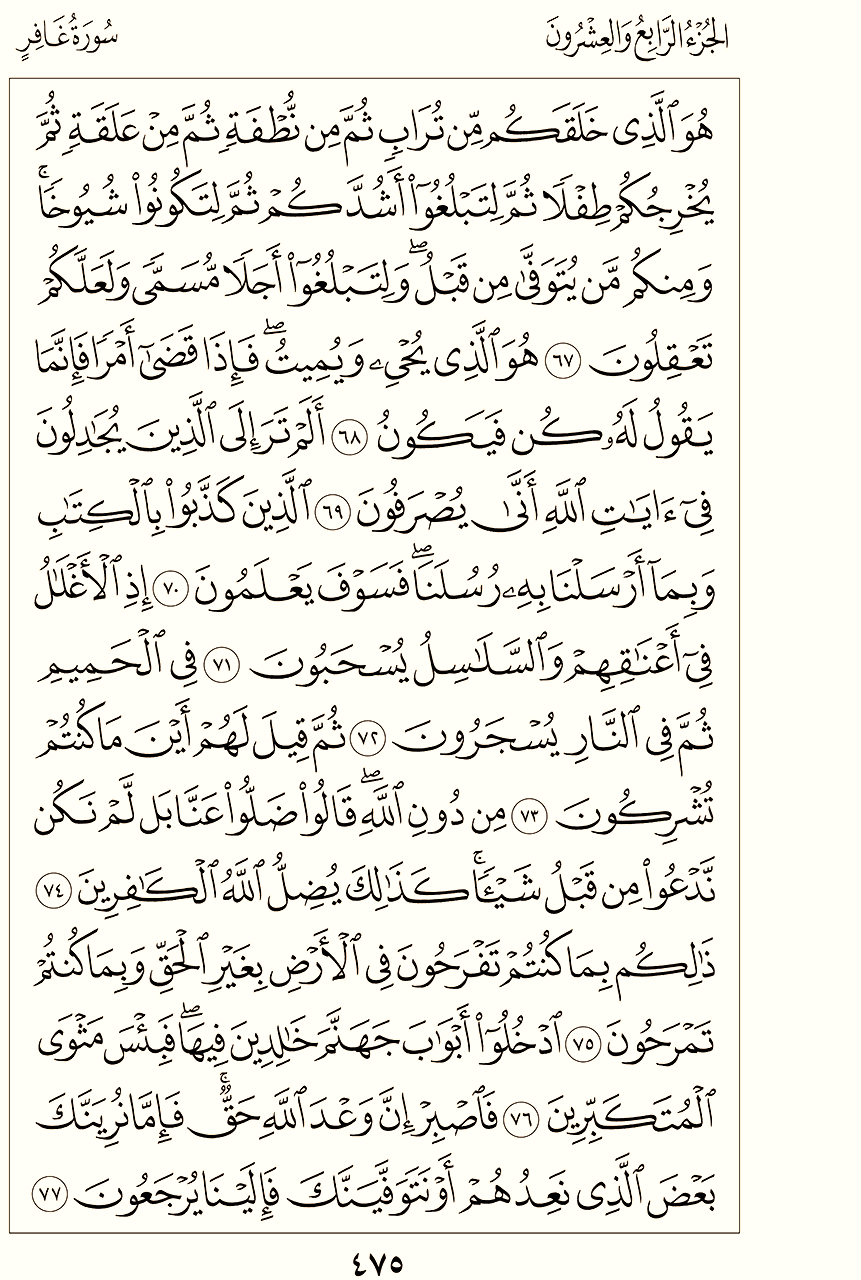 الجُزْءُ الرَّابِعُ وَالعِشْرُونَ
سُورَةُ غَافِرٍ
هُوَ ٱلَّذِى خَلَقَكُم مِّن تُرَابٍ ثُمَّ مِن نُّطْفَةٍ ثُمَّ مِنْ عَلَقَةٍ ثُمَّ
يُخْرِجُكُمْ طِفْلًا ثُمَّ لِتَبْلُغُوٓا۟ أَشُدَّكُمْ ثُمَّ لِتَكُونُوا۟ شُيُوخًا ۚ
وَمِنكُم مَّن يُتَوَفَّىٰ مِن قَبْلُ ۖ وَلِتَبْلُغُوٓا۟ أَجَلًا مُّسَمًّى وَلَعَلَّكُمْ
تَعْقِلُونَ ٦٧ هُوَ ٱلَّذِى يُحْىِۦ وَيُمِيتُ ۖ فَإِذَا قَضَىٰٓ أَمْرًا فَإِنَّمَا
يَقُولُ لَهُۥ كُن فَيَكُونُ ٦٨ أَلَمْ تَرَ إِلَى ٱلَّذِينَ يُجَـٰدِلُونَ
فِىٓ ءَايَـٰتِ ٱللَّهِ أَنَّىٰ يُصْرَفُونَ ٦٩ ٱلَّذِينَ كَذَّبُوا۟ بِٱلْكِتَـٰبِ
وَبِمَآ أَرْسَلْنَا بِهِۦ رُسُلَنَا ۖ فَسَوْفَ يَعْلَمُونَ ٧٠ إِذِ ٱلْأَغْلَـٰلُ
فِىٓ أَعْنَـٰقِهِمْ وَٱلسَّلَـٰسِلُ يُسْحَبُونَ ٧١ فِى ٱلْحَمِيمِ
ثُمَّ فِى ٱلنَّارِ يُسْجَرُونَ ٧٢ ثُمَّ قِيلَ لَهُمْ أَيْنَ مَا كُنتُمْ
تُشْرِكُونَ ٧٣ مِن دُونِ ٱللَّهِ ۖ قَالُوا۟ ضَلُّوا۟ عَنَّا بَل لَّمْ نَكُن
نَّدْعُوا۟ مِن قَبْلُ شَيْـًٔا ۚ كَذَٰلِكَ يُضِلُّ ٱللَّهُ ٱلْكَـٰفِرِينَ ٧٤
ذَٰلِكُم بِمَا كُنتُمْ تَفْرَحُونَ فِى ٱلْأَرْضِ بِغَيْرِ ٱلْحَقِّ وَبِمَا كُنتُمْ
تَمْرَحُونَ ٧٥ ٱدْخُلُوٓا۟ أَبْوَٰبَ جَهَنَّمَ خَـٰلِدِينَ فِيهَا ۖ فَبِئْسَ مَثْوَى
ٱلْمُتَكَبِّرِينَ ٧٦ فَٱصْبِرْ إِنَّ وَعْدَ ٱللَّهِ حَقٌّ ۚ فَإِمَّا نُرِيَنَّكَ
بَعْضَ ٱلَّذِى نَعِدُهُمْ أَوْ نَتَوَفَّيَنَّكَ فَإِلَيْنَا يُرْجَعُونَ ٧٧
٤٧٥